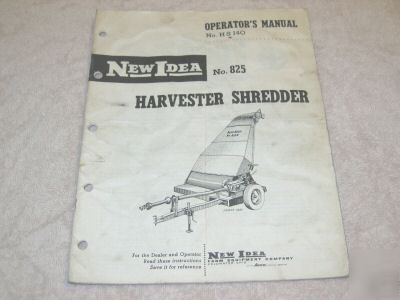 OPERATOR'S MANUAL
No. HS 140
NEW IDEA
No. 825
HARVESTER SHREDDER
For the Dealer and Operator
Read these instructions
Save it for reference
NEW IDEA
FARM EQUIPMENT COMPANY